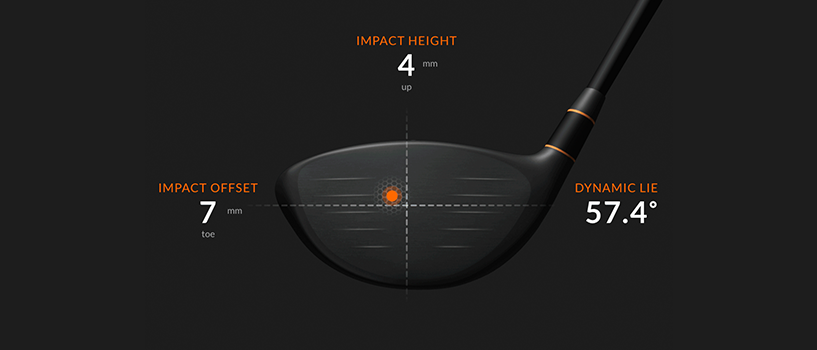 IMPACT HEIGHT
4 mm
up
IMPACT OFFSET
7 mm
toe
DYNAMIC LIE
57.4°